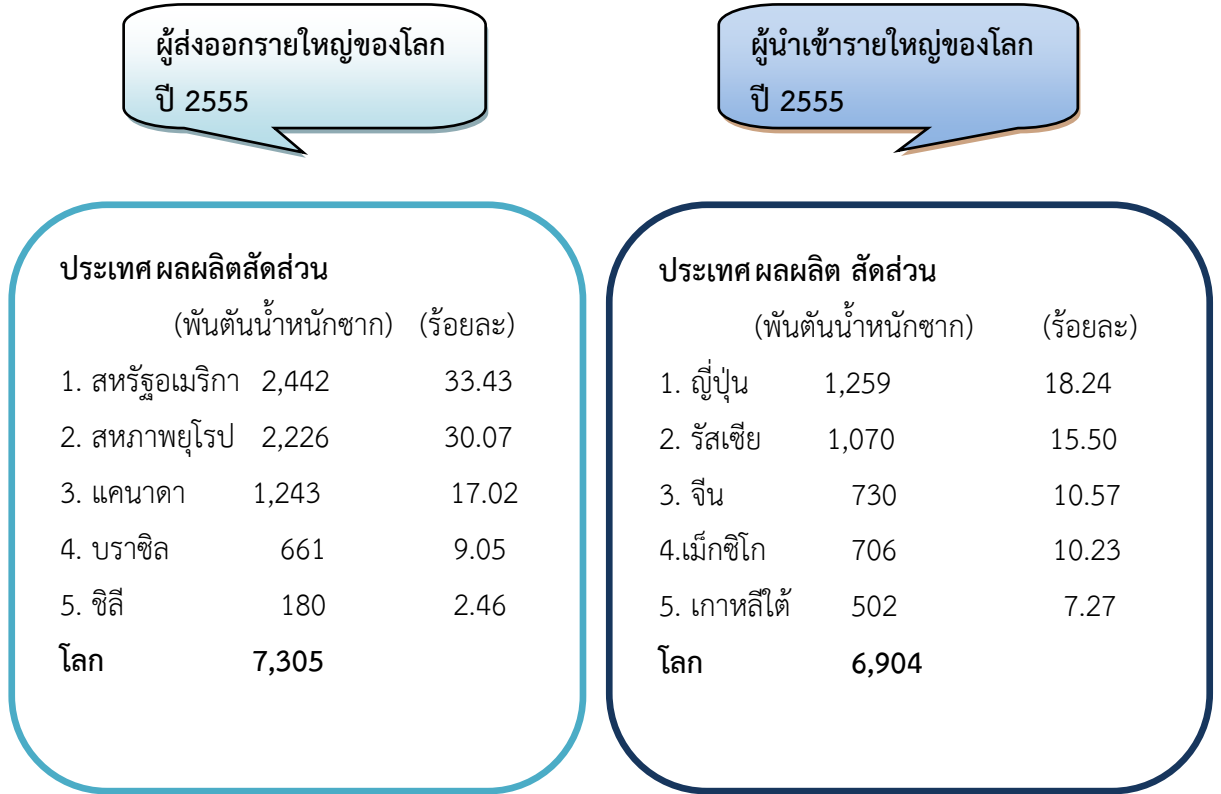 ผู้ส่งออกรายใหญ่ของโลก
ปี 2555
ผู้นำเข้ารายใหญ่ของโลก
ปี 2555
ประเทศ ผลผลิตสัดส่วน
(พันตันน้ำหนักซาก) (ร้อยละ)
1. สหรัฐอเมริกา 2,442 33.43
2. สหภาพยุโรป 2,226 30.07
3. แคนาดา 1,243 17.02
4. บราซิล 661 9.05
5. ชิลี 180 2.46
โลก 7,305
ประเทศ ผลผลิต สัดส่วน
(พันตันน้ำหนักซาก) (ร้อยละ)
1. ญี่ปุ่น 1,259 18.24
2. รัสเซีย 1,070 15.50
3. จีน 730 10.57
4.เม็กซิโก 706 10.23
5. เกาหลีใต้ 502 7.27
โลก 6,904